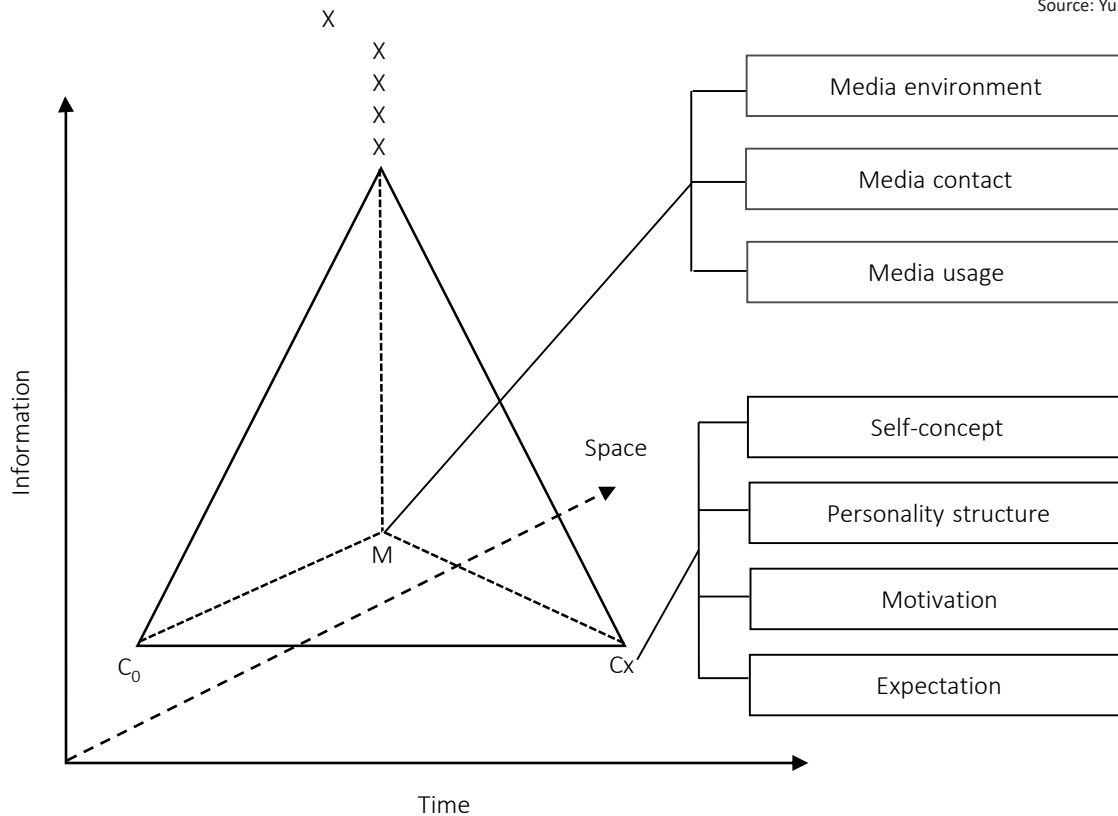 Source: Yu
X
X
X
X
X
Media environment
Media contact
Media usage
Information
Space
Self-concept
Personality structure
M
Motivation
C₀
Cx
Expectation
Time